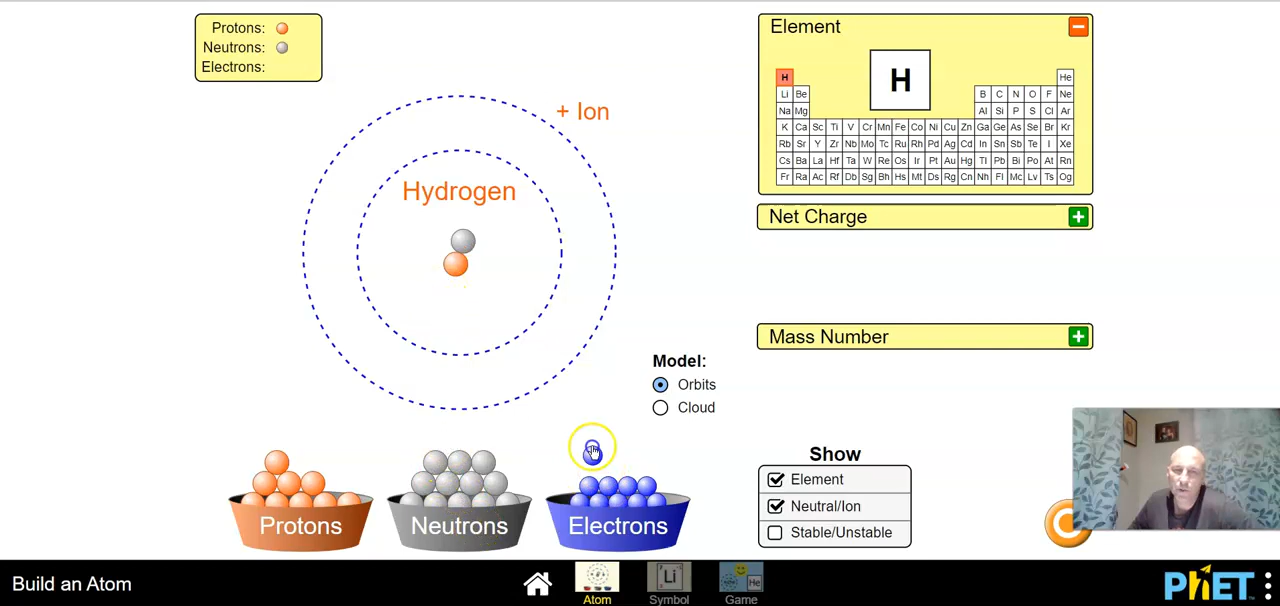 Protons:
Neutrons:
Electrons:
+ Ion
Hydrogen
Element
H
H He
Li Be B C N O F Ne
Na Mg Al Si P S Cl Ar
K Ca Sc Ti V Cr Mn Fe Co Ni Cu Zn Ga Ge As Se Br Kr
Rb Sr Y Zr Nb Mo Tc Ru Rh Pd Ag Cd In Sn Sb Te I Xe
Cs Ba La Hf Ta W Re Os Ir Pt Au Hg Tl Pb Bi Po At Rn
Fr Ra Ac Rf Db Sg Bh Hs Mt Ds Rg Cn Nh Fl Mc Lv Ts Og
Net Charge
Mass Number
Model:
Orbits
Cloud
Protons
Neutrons
Electrons
Show
Element
Neutral/Ion
Stable/Unstable
Build an Atom
Atom
Li
Symbol
He
Game
PhET